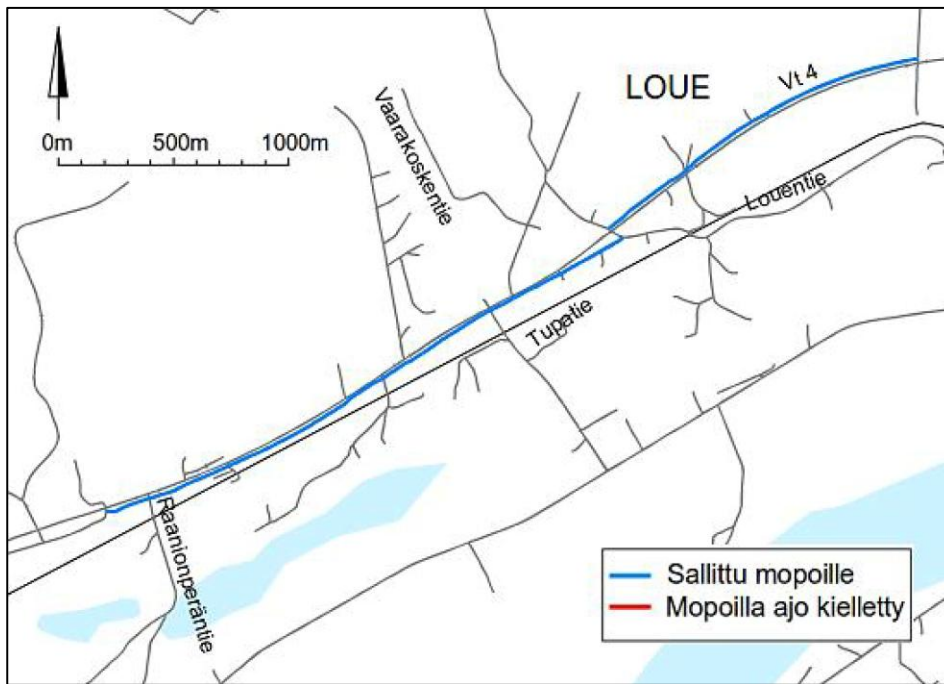 LOUE
Vt 4
Vaarakoskentie
0m 500m 1000m
Louentie
Tupatie
Raanionperäntie
Sallittu mopoille
Mopoilla ajo kielletty